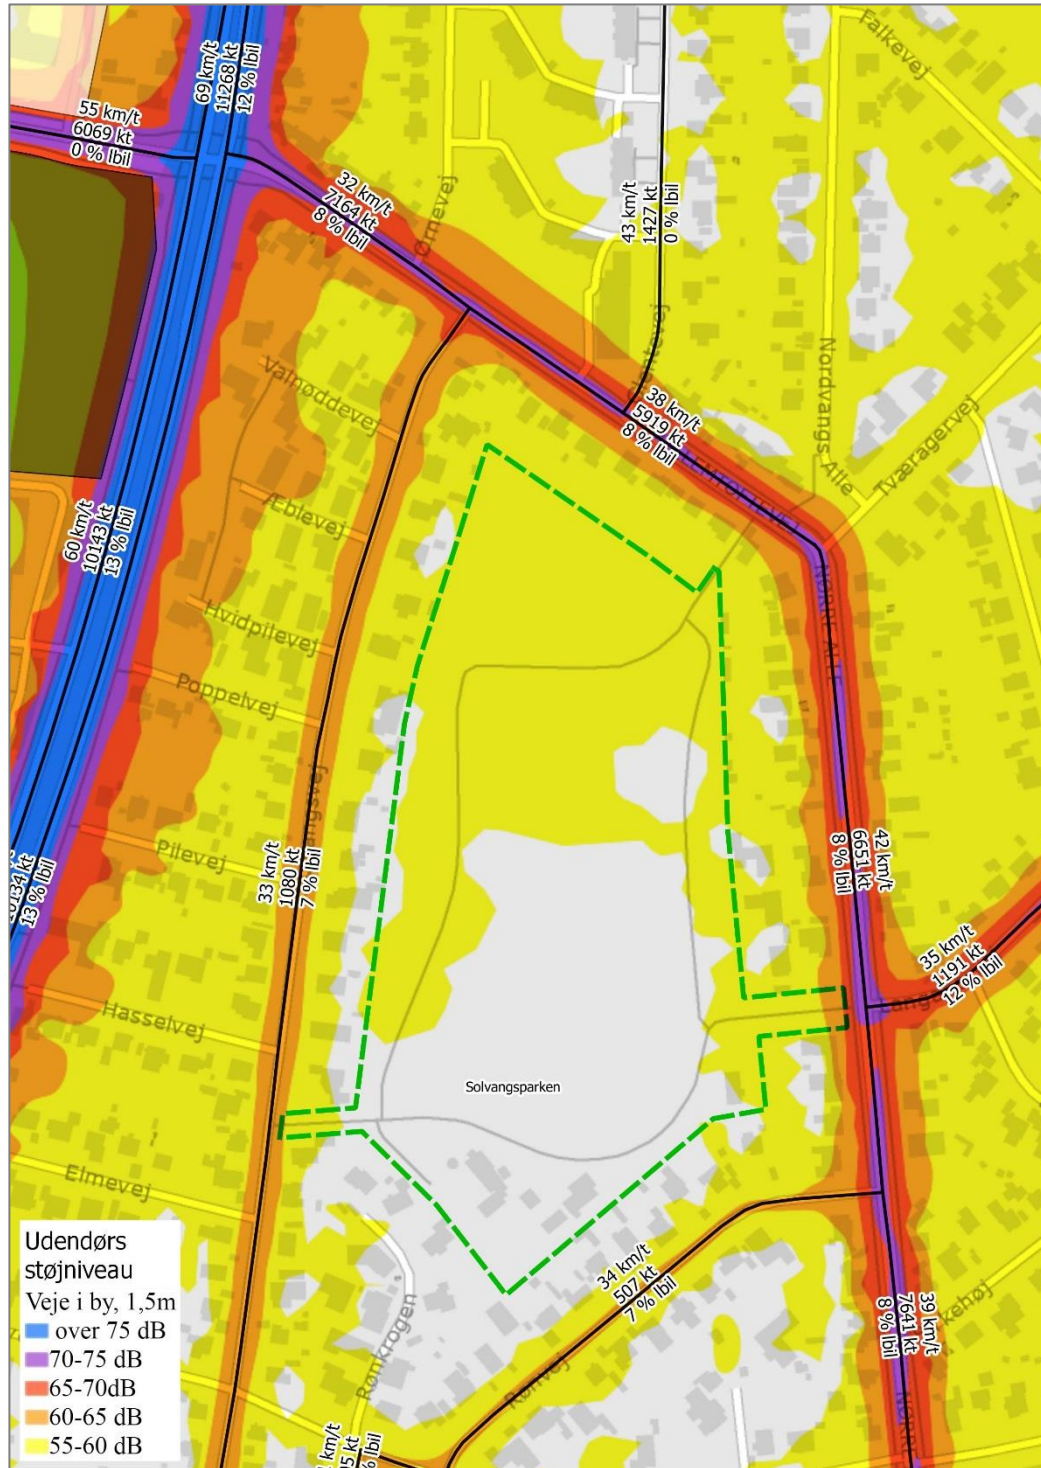 Falkevej
69 km/t
11268 kt
12 % lbil
55 km/t
6069 kt
0 % lbil
32 km/t
7164 kt
8 % lbil
Ørnevej
43 km/t
1427 kt
0 % lbil
Valnøddevej
38 km/t
5919 kt
8 % lbil
Nordvangs Alle
Tværagervej
Æblevej
60 km/t
10143 kt
13 % lbil
NØRRE ALLE
Hvidpilevej
Poppelvej
Pilevej
33 km/t
1080 kt
7 % lbil
42 km/t
6651 kt
8 % lbil
13 % lbil
35 km/t
1191 kt
12 % lbil
Hasselvej
Solvangsparken
Elmevej
34 km/t
507 kt
7 % lbil
39 km/t
7641 kt
8 % lbil
Rønkrogen
Rønvej
NØRRE
Udendørs
støjniveau
Veje i by, 1,5m
over 75 dB
70-75 dB
65-70dB
60-65 dB
55-60 dB